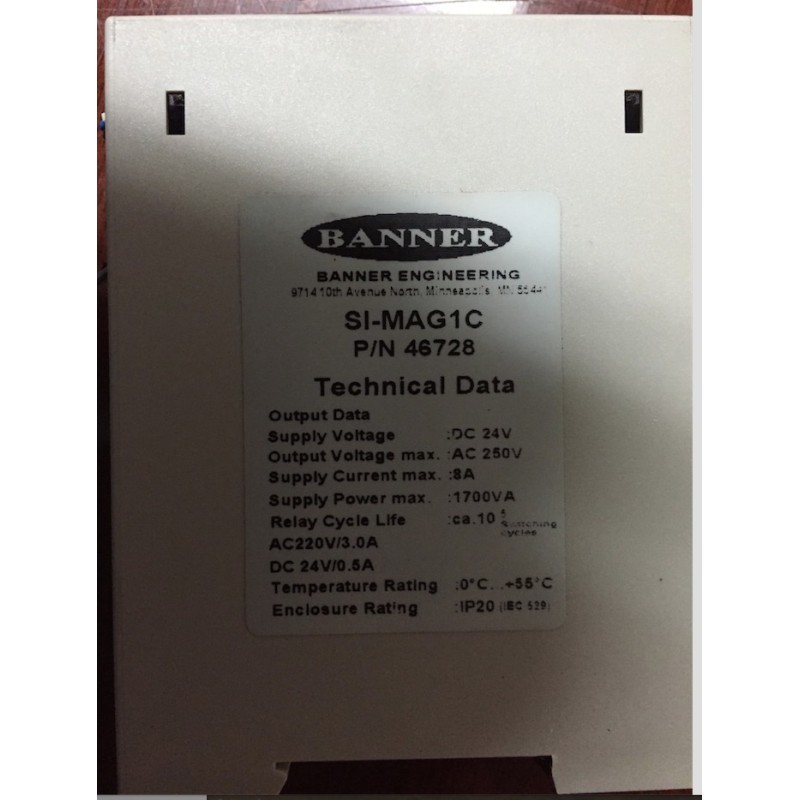 BANNER
BANNER ENGINEERING
9714 10th Avenue North, Minneapolis, MN
SI-MAG1C
P/N 46728
Technical Data
Output Data
Supply Voltage :DC 24V
Output Voltage max. :AC 250V
Supply Current max. :8A
Supply Power max. :1700VA
Relay Cycle Life :ca.10 Switching
cycles
AC220V/3.0A
DC 24V/0.5A
Temperature Rating :0°C...+55°C
Enclosure Rating :IP20 (IEC 529)